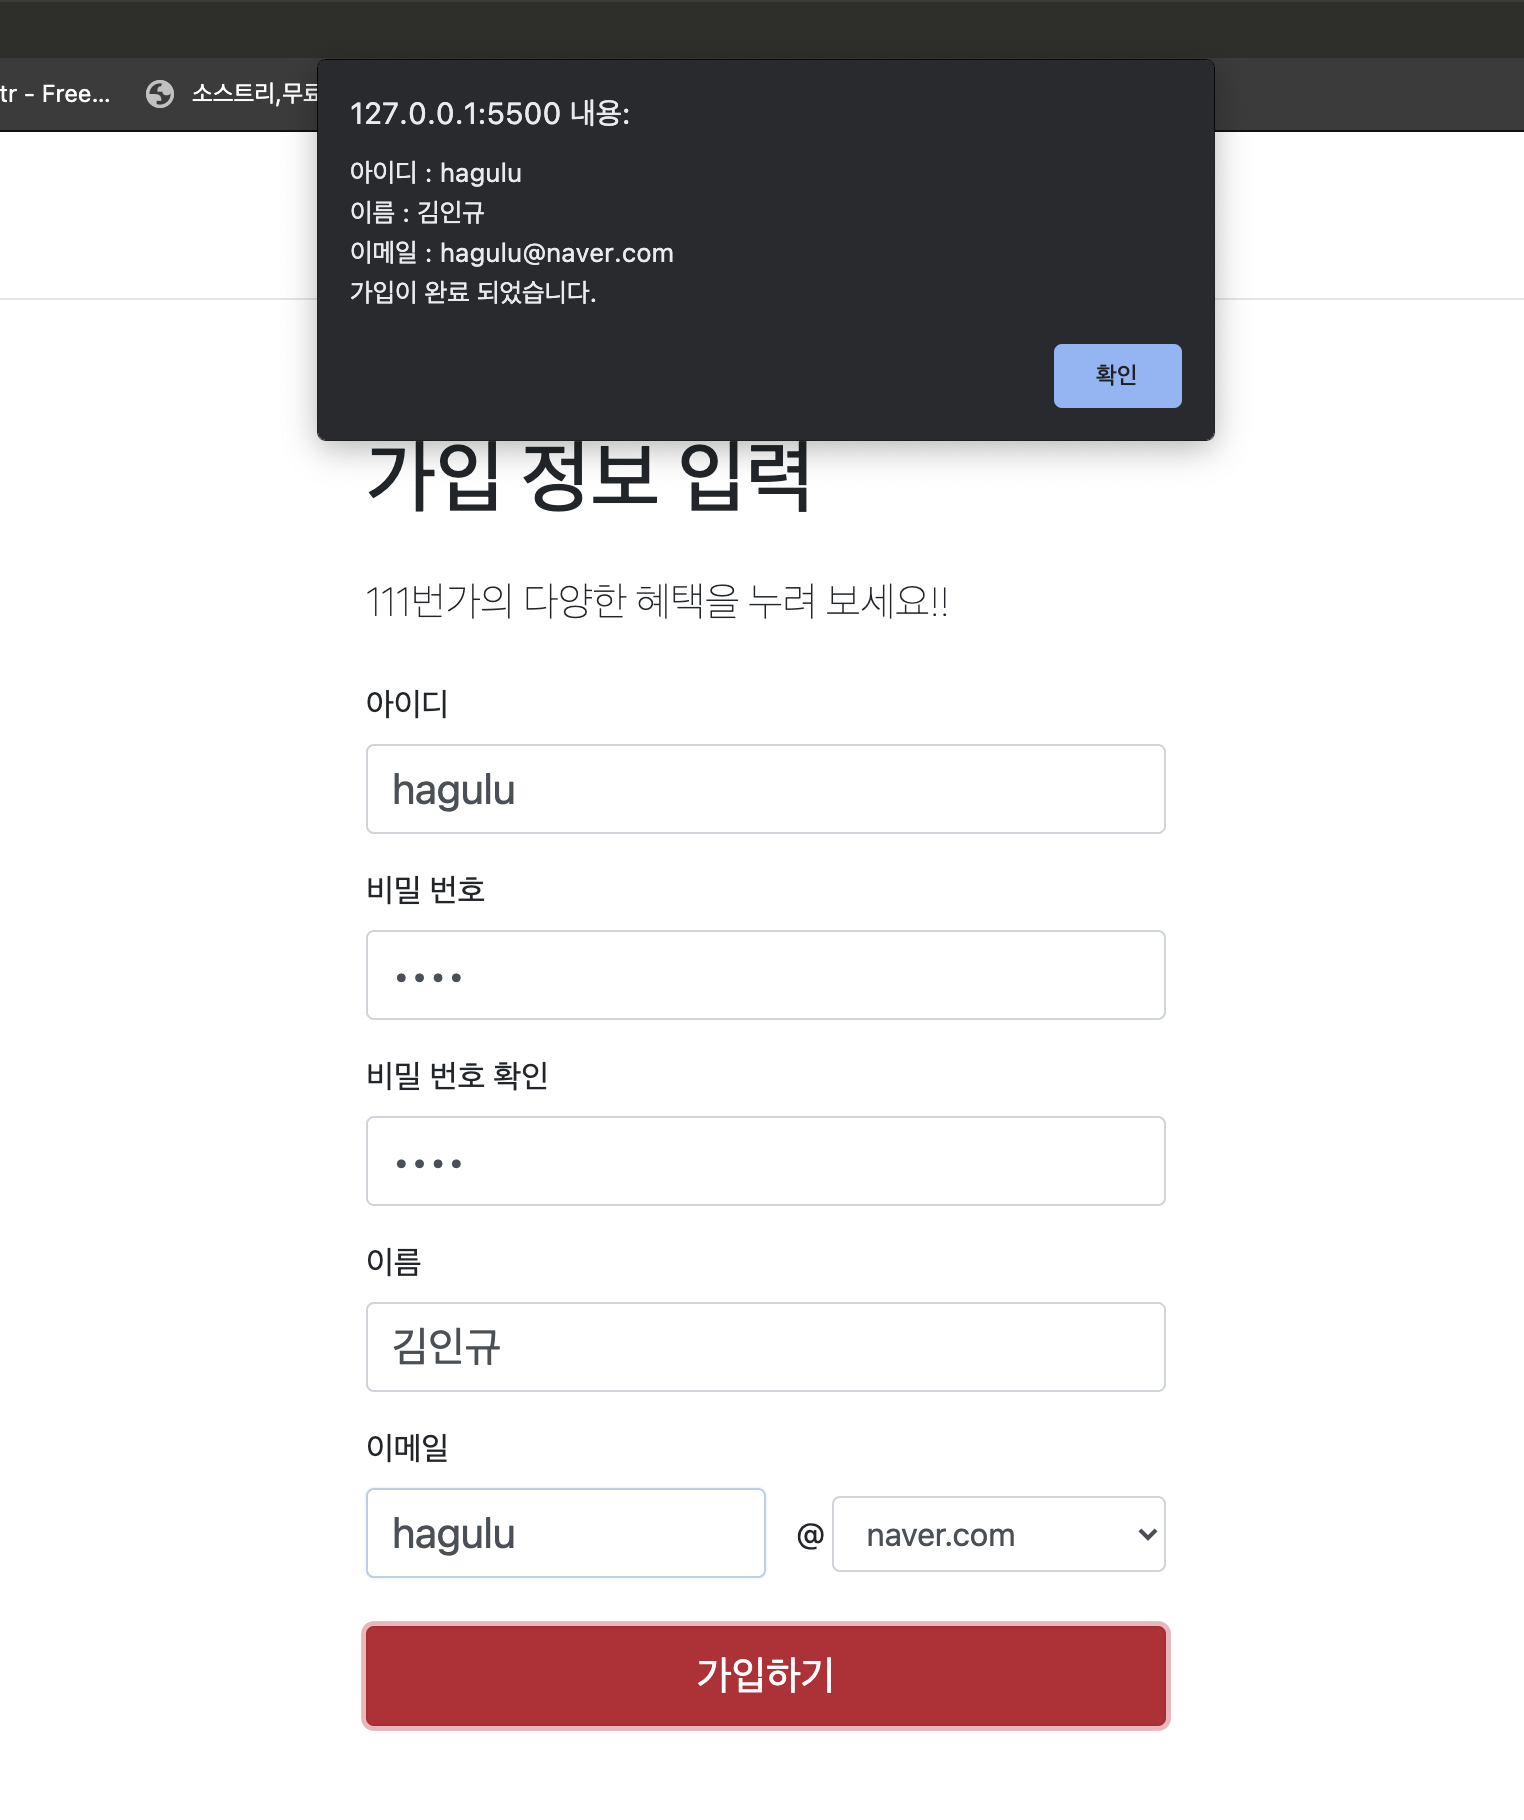 tr - Free...
소스트리,무료
127.0.0.1:5500 내용:
아이디 : hagulu
이름 : 김인규
이메일 : hagulu@naver.com
가입이 완료 되었습니다.
확인
가입 정보 입력
111번가의 다양한 혜택을 누려 보세요!!
아이디
hagulu
비밀 번호
••••
비밀 번호 확인
••••
이름
김인규
이메일
hagulu @ naver.com
가입하기